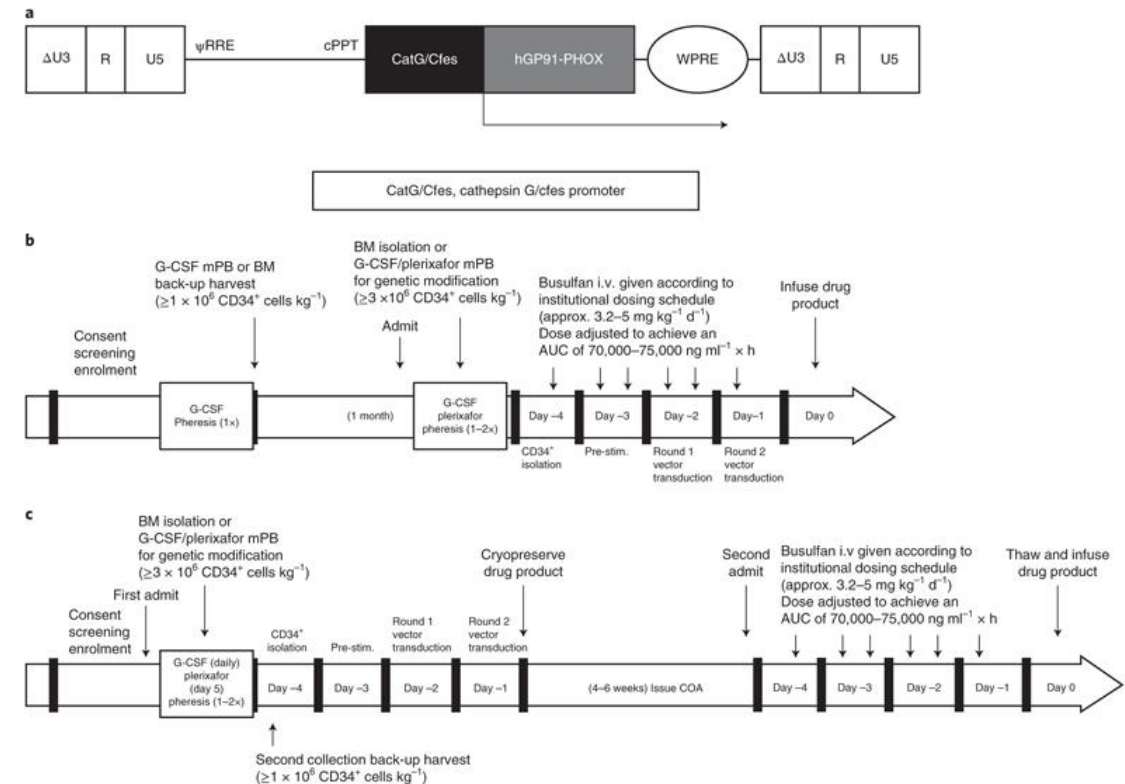 a
ΔU3 R U5 ψRRE cPPT CatG/Cfes hGP91-PHOX WPRE ΔU3 R U5
CatG/Cfes, cathepsin G/cfes promoter
b
Consent
screening
enrolment
G-CSF mPB or BM
back-up harvest
(≥1 × 10⁶ CD34⁺ cells kg⁻¹)
BM isolation or
G-CSF/plerixafor mPB
for genetic modification
(≥3 ×10⁶ CD34⁺ cells kg⁻¹)
Admit
Busulfan i.v. given according to
institutional dosing schedule
(approx. 3.2–5 mg kg⁻¹ d⁻¹)
Dose adjusted to achieve an
AUC of 70,000–75,000 ng ml⁻¹ × h
Infuse drug
product
G-CSF
Pheresis (1×)
(1 month)
G-CSF
plerixafor
pheresis (1–2×)
Day –4
Day –3
Day –2
Day–1
Day 0
CD34⁺
isolation
Pre-stim.
Round 1
vector
transduction
Round 2
vector
transduction
c
Consent
screening
enrolment
First admit
BM isolation or
G-CSF/plerixafor mPB
for genetic modification
(≥3 × 10⁶ CD34⁺ cells kg⁻¹)
CD34⁺
isolation
Pre-stim.
Round 1
vector
transduction
Round 2
vector
transduction
Cryopreserve
drug product
Second
admit
Busulfan i.v given according to
institutional dosing schedule
(approx. 3.2–5 mg kg⁻¹ d⁻¹)
Dose adjusted to achieve an
AUC of 70,000–75,000 ng ml⁻¹ × h
Thaw and infuse
drug product
G-CSF (daily)
plerixafor
(day 5)
pheresis (1–2×)
Day –4
Day –3
Day –2
Day –1
(4–6 weeks) Issue COA
Day –4
Day –3
Day –2
Day –1
Day 0
Second collection back-up harvest
(≥1 × 10⁶ CD34⁺ cells kg⁻¹)